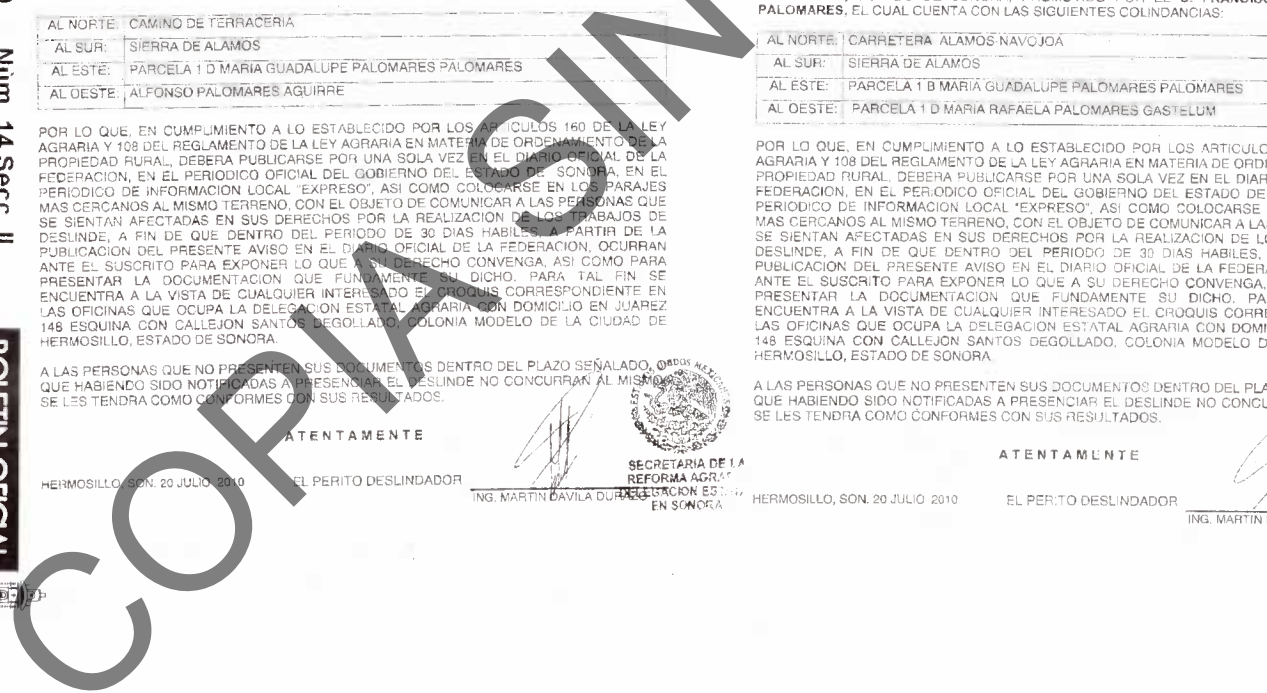 Núm. 14 Secc. II
BOLETIN OFICIAL
AL NORTE: CAMINO DE TERRACERIA
AL SUR: SIERRA DE ALAMOS
AL ESTE: PARCELA 1 D MARIA GUADALUPE PALOMARES PALOMARES
AL OESTE: ALFONSO PALOMARES AGUIRRE
POR LO QUE, EN CUMPLIMIENTO A LO ESTABLECIDO POR LOS ARTICULOS 160 DE LA LEY
AGRARIA Y 108 DEL REGLAMENTO DE LA LEY AGRARIA EN MATERIA DE ORDENAMIENTO DE LA
PROPIEDAD RURAL, DEBERA PUBLICARSE POR UNA SOLA VEZ EN EL DIARIO OFICIAL DE LA
FEDERACION, EN EL PERIODICO OFICIAL DEL GOBIERNO DEL ESTADO DE SONORA, EN EL
PERIODICO DE INFORMACION LOCAL "EXPRESO", ASI COMO COLOCARSE EN LOS PARAJES
MAS CERCANOS AL MISMO TERRENO, CON EL OBJETO DE COMUNICAR A LAS PERSONAS QUE
SE SIENTAN AFECTADAS EN SUS DERECHOS POR LA REALIZACION DE LOS TRABAJOS DE
DESLINDE, A FIN DE QUE DENTRO DEL PERIODO DE 30 DIAS HABILES, A PARTIR DE LA
PUBLICACION DEL PRESENTE AVISO EN EL DIARIO OFICIAL DE LA FEDERACION, OCURRAN
ANTE EL SUSCRITO PARA EXPONER LO QUE A SU DERECHO CONVENGA, ASI COMO PARA
PRESENTAR LA DOCUMENTACION QUE FUNDAMENTE SU DICHO. PARA TAL FIN SE
ENCUENTRA A LA VISTA DE CUALQUIER INTERESADO EL CROQUIS CORRESPONDIENTE EN
LAS OFICINAS QUE OCUPA LA DELEGACION ESTATAL AGRARIA CON DOMICILIO EN JUAREZ
148 ESQUINA CON CALLEJON SANTOS DEGOLLADO, COLONIA MODELO DE LA CIUDAD DE
HERMOSILLO, ESTADO DE SONORA.
A LAS PERSONAS QUE NO PRESENTEN SUS DOCUMENTOS DENTRO DEL PLAZO SEÑALADO, O
QUE HABIENDO SIDO NOTIFICADAS A PRESENCIAR EL DESLINDE NO CONCURRAN AL MISMO,
SE LES TENDRA COMO CONFORMES CON SUS RESULTADOS.
ATENTAMENTE
HERMOSILLO, SON. 20 JULIO 2010 EL PERITO DESLINDADOR
ING. MARTIN DAVILA DURAZO
SECRETARIA DE LA
REFORMA AGRA
DELEGACION EST
EN SONORA
PALOMARES, EL CUAL CUENTA CON LAS SIGUIENTES COLINDANCIAS:
AL NORTE: CARRETERA ALAMOS-NAVOJOA
AL SUR: SIERRA DE ALAMOS
AL ESTE: PARCELA 1 B MARIA GUADALUPE PALOMARES PALOMARES
AL OESTE: PARCELA 1 D MARIA RAFAELA PALOMARES GASTELUM
POR LO QUE, EN CUMPLIMIENTO A LO ESTABLECIDO POR LOS ARTICULO
AGRARIA Y 108 DEL REGLAMENTO DE LA LEY AGRARIA EN MATERIA DE ORDE
PROPIEDAD RURAL, DEBERA PUBLICARSE POR UNA SOLA VEZ EN EL DIAR
FEDERACION, EN EL PERIODICO OFICIAL DEL GOBIERNO DEL ESTADO DE
PERIODICO DE INFORMACION LOCAL "EXPRESO", ASI COMO COLOCARSE
MAS CERCANOS AL MISMO TERRENO, CON EL OBJETO DE COMUNICAR A LA
SE SIENTAN AFECTADAS EN SUS DERECHOS POR LA REALIZACION DE LO
DESLINDE, A FIN DE QUE DENTRO DEL PERIODO DE 30 DIAS HABILES,
PUBLICACION DEL PRESENTE AVISO EN EL DIARIO OFICIAL DE LA FEDERA
ANTE EL SUSCRITO PARA EXPONER LO QUE A SU DERECHO CONVENGA,
PRESENTAR LA DOCUMENTACION QUE FUNDAMENTE SU DICHO. PA
ENCUENTRA A LA VISTA DE CUALQUIER INTERESADO EL CROQUIS CORRE
LAS OFICINAS QUE OCUPA LA DELEGACION ESTATAL AGRARIA CON DOMI
148 ESQUINA CON CALLEJON SANTOS DEGOLLADO, COLONIA MODELO D
HERMOSILLO, ESTADO DE SONORA.
A LAS PERSONAS QUE NO PRESENTEN SUS DOCUMENTOS DENTRO DEL PLA
QUE HABIENDO SIDO NOTIFICADAS A PRESENCIAR EL DESLINDE NO CONCU
SE LES TENDRA COMO CONFORMES CON SUS RESULTADOS.
ATENTAMENTE
HERMOSILLO, SON. 20 JULIO 2010 EL PERITO DESLINDADOR
ING. MARTIN
COPIA SIN